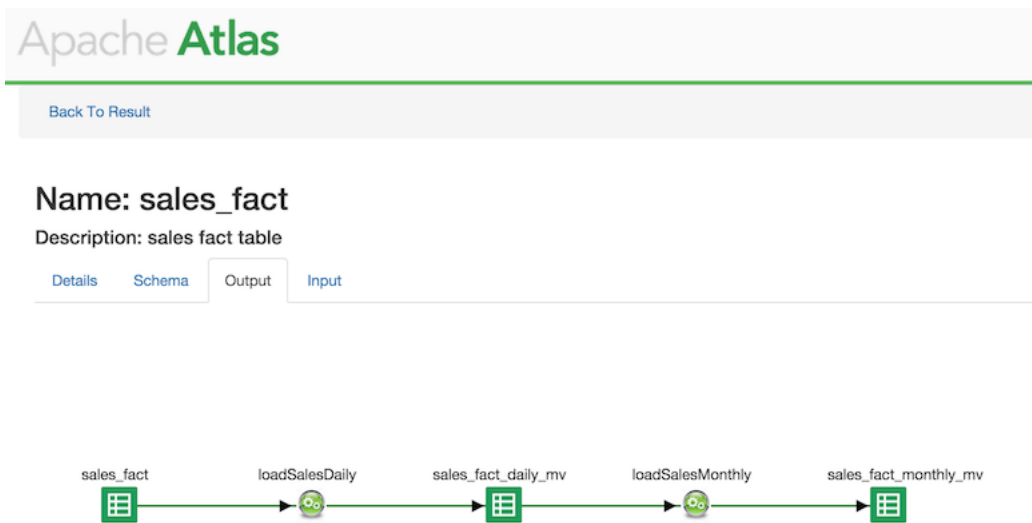 Apache Atlas
Back To Result
Name: sales_fact
Description: sales fact table
Details Schema Output Input
sales_fact loadSalesDaily sales_fact_daily_mv loadSalesMonthly sales_fact_monthly_mv